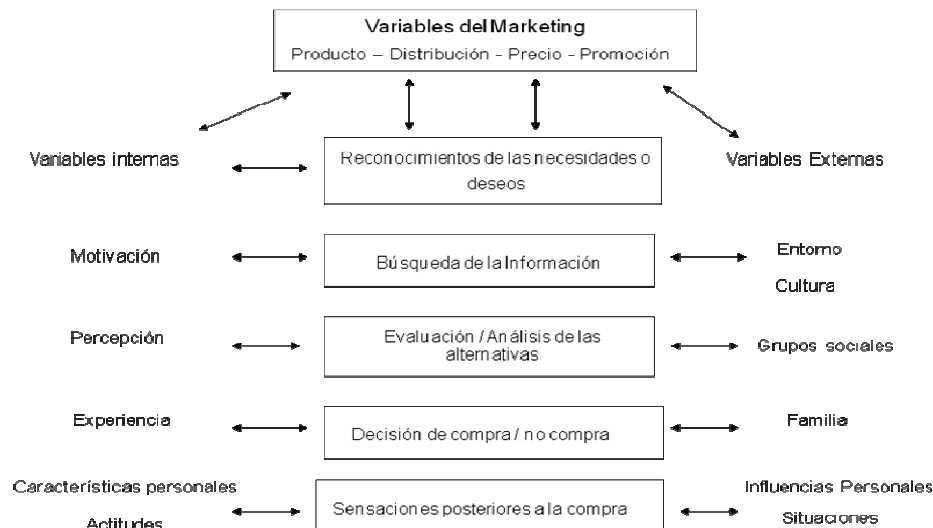 Variables del Marketing
Producto – Distribución - Precio - Promoción
Variables internas
Reconocimientos de las necesidades o
deseos
Variables Externas
Motivación
Búsqueda de la Información
Entorno
Cultura
Percepción
Evaluación / Análisis de las
alternativas
Grupos sociales
Experiencia
Decisión de compra / no compra
Familia
Características personales
Actitudes
Sensaciones posteriores a la compra
Influencias Personales
Situaciones